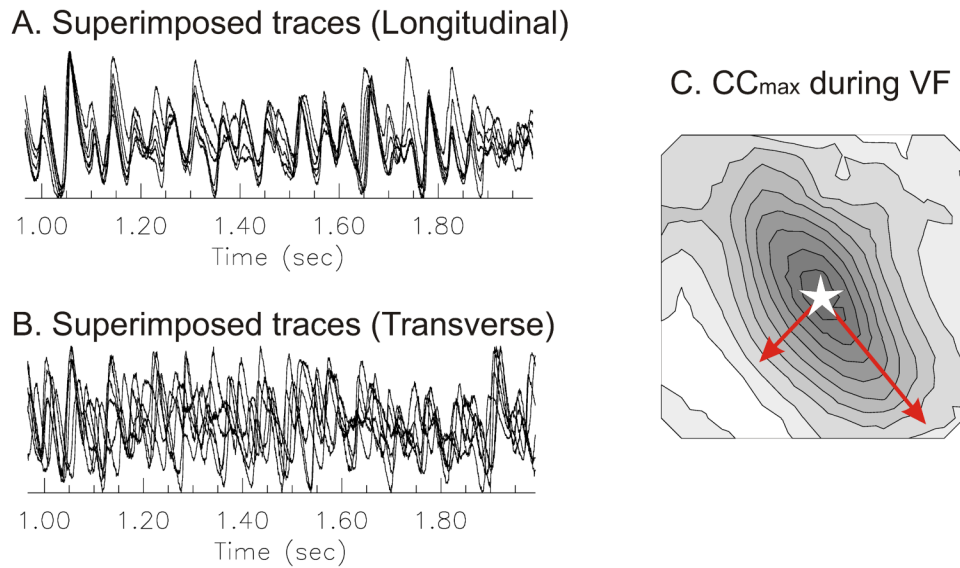 A. Superimposed traces (Longitudinal)
1.00 1.20 1.40 1.60 1.80
Time (sec)
B. Superimposed traces (Transverse)
1.00 1.20 1.40 1.60 1.80
Time (sec)
C. CCmax during VF